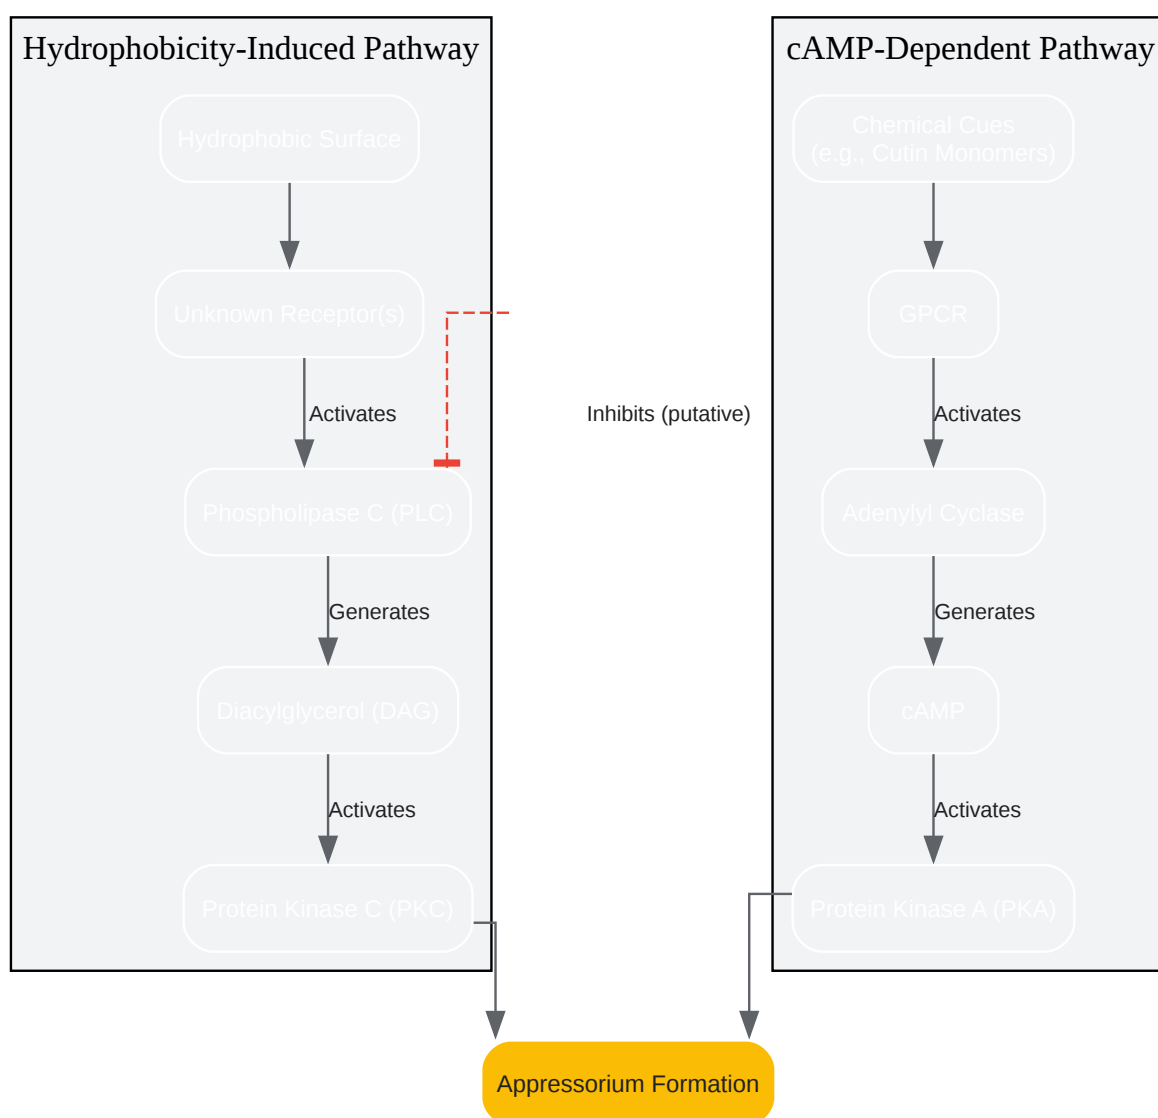 Hydrophobicity-Induced Pathway
Hydrophobic Surface
Unknown Receptor(s)
Activates
Phospholipase C (PLC)
Generates
Diacylglycerol (DAG)
Activates
Protein Kinase C (PKC)
Inhibits (putative)
cAMP-Dependent Pathway
Chemical Cues
(e.g., Cutin Monomers)
GPCR
Activates
Adenylyl Cyclase
Generates
cAMP
Activates
Protein Kinase A (PKA)
Appressorium Formation